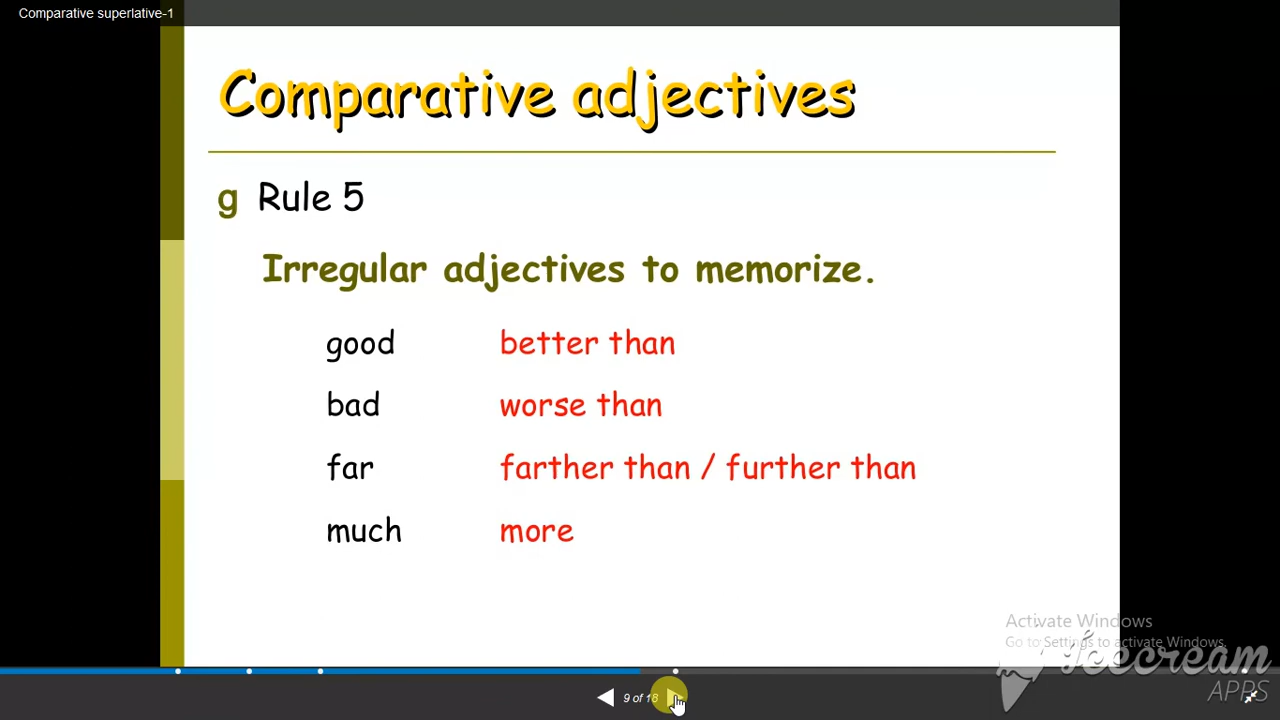 Comparative superlative-1
Comparative adjectives
g Rule 5
Irregular adjectives to memorize.
good better than
bad worse than
far farther than / further than
much more
Activate Windows
Go to Settings to activate Windows.
Icecream
APPS
9 of 18